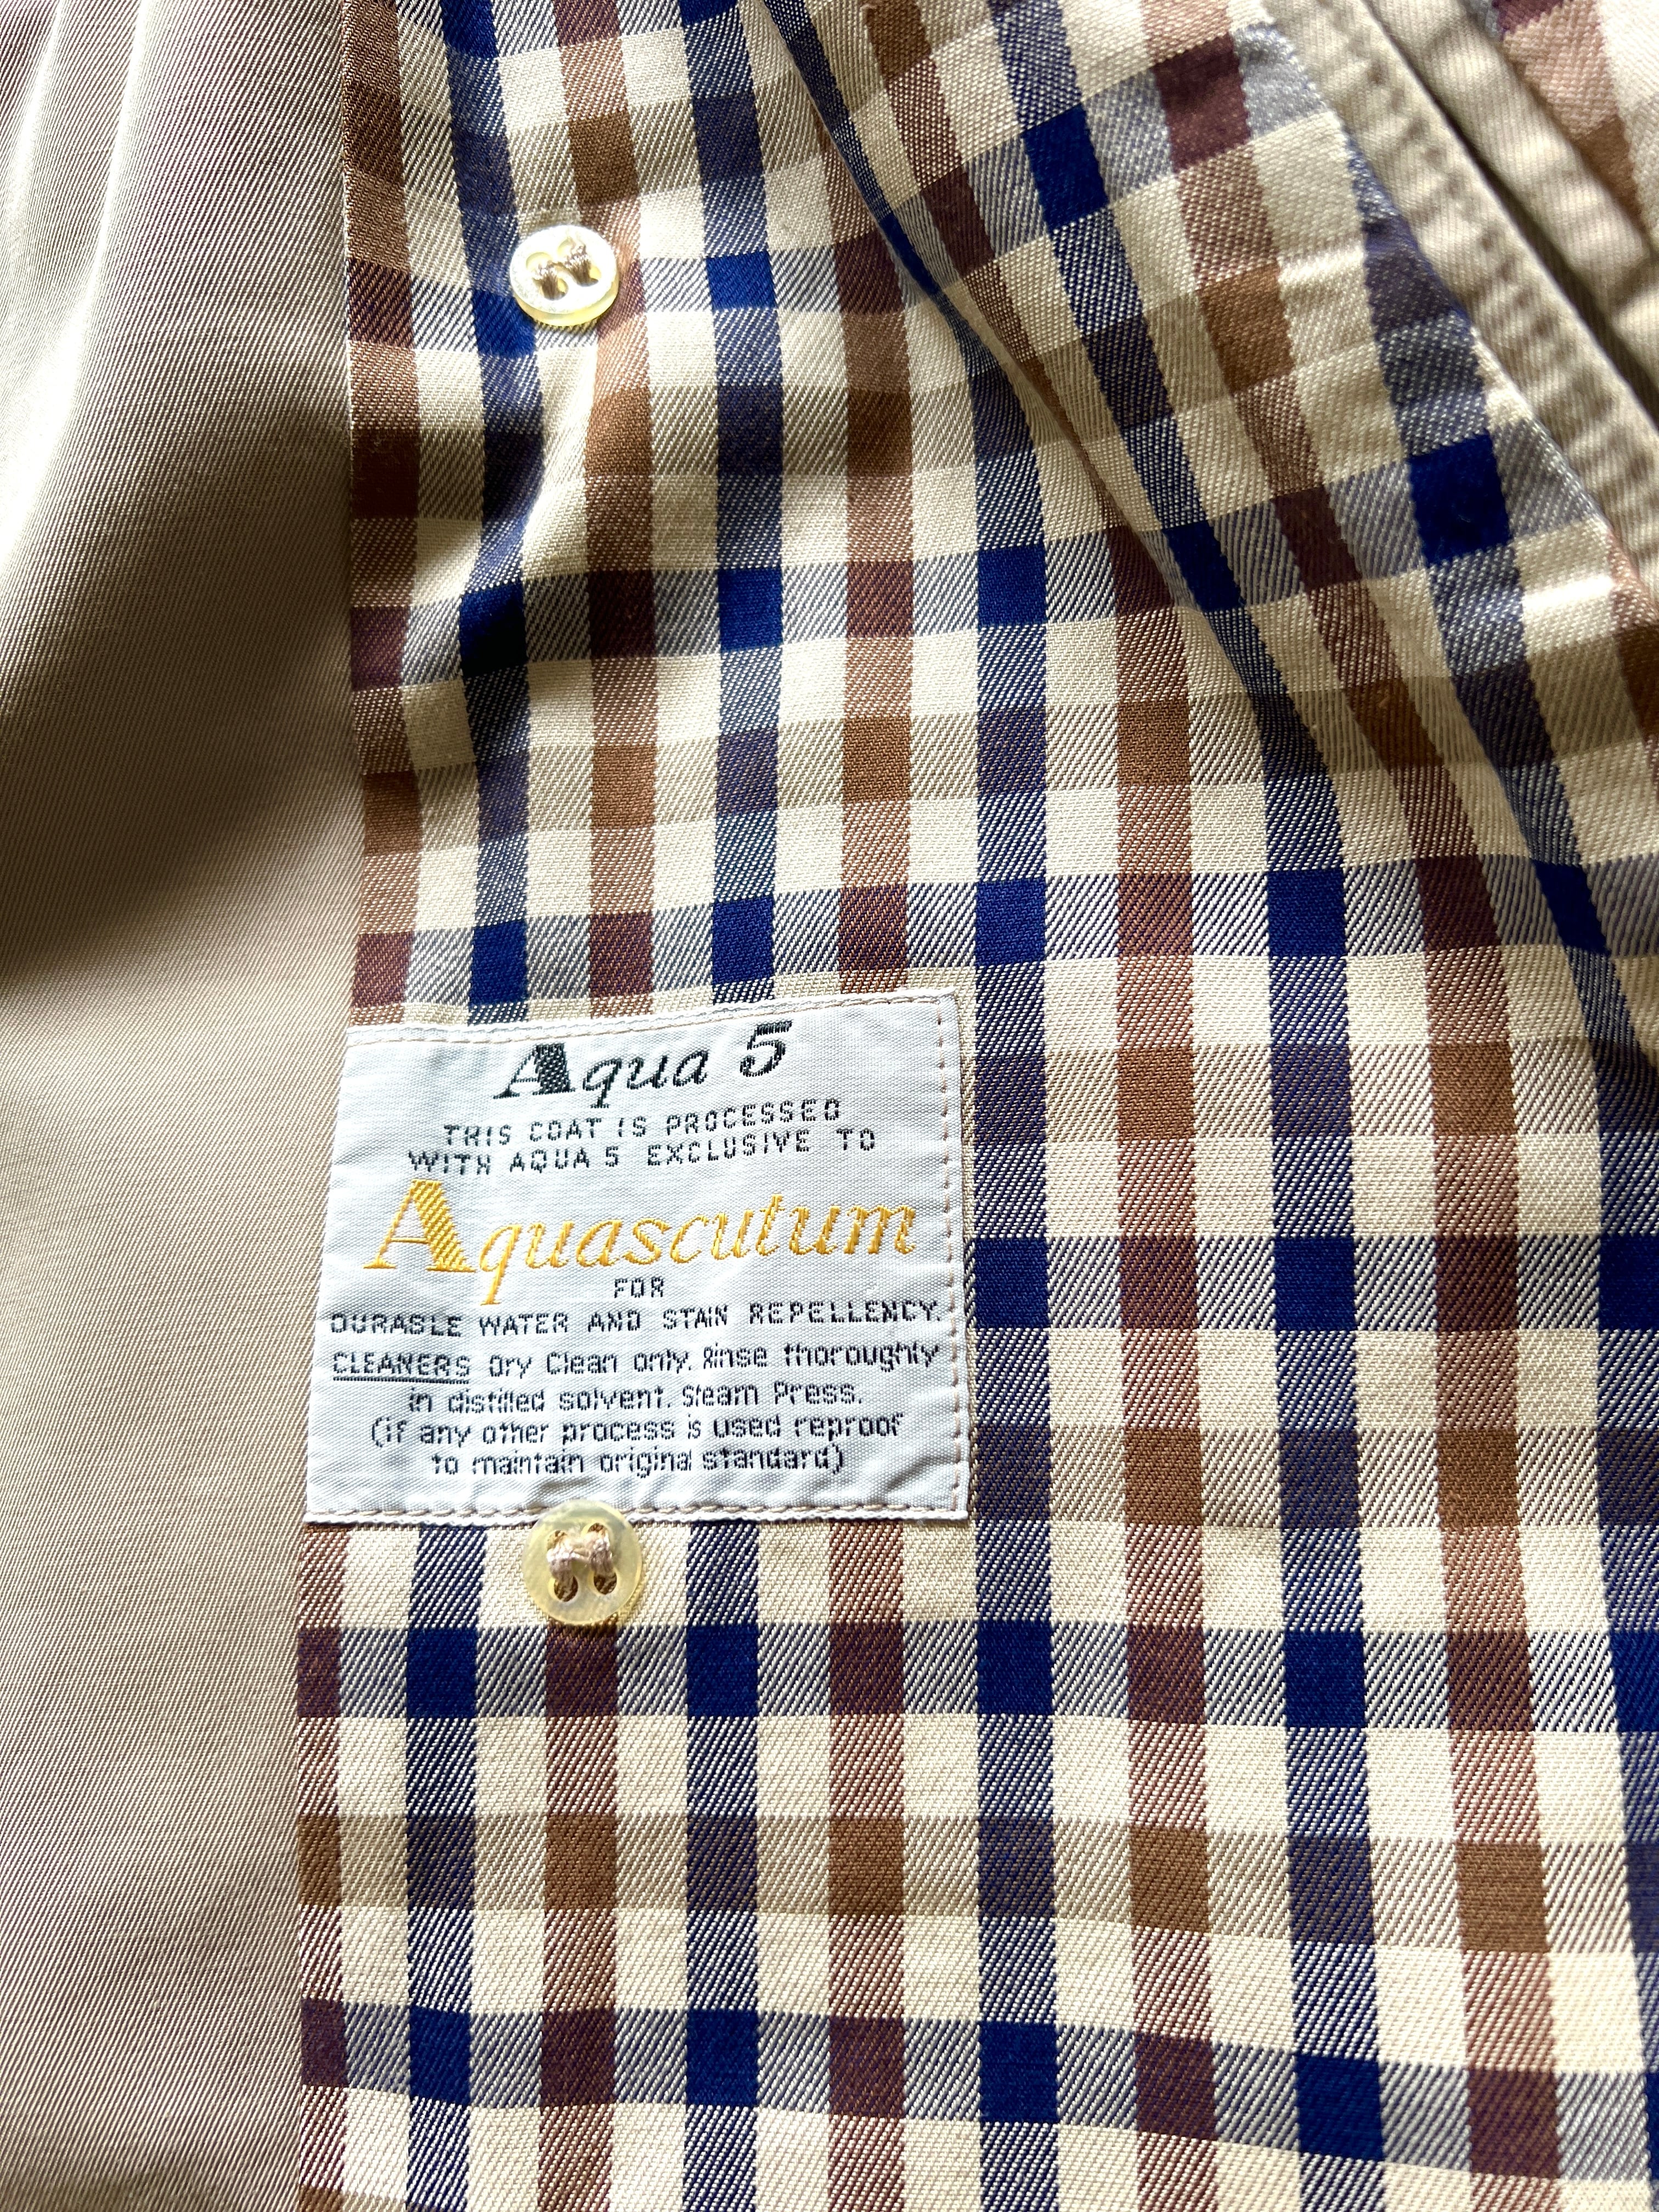 Aqua 5
THIS COAT IS PROCESSED
WITH AQUA 5 EXCLUSIVE TO
Aquascutum
FOR
DURABLE WATER AND STAIN REPELLENCY.
CLEANERS Dry Clean only. Rinse thoroughly
in distilled solvent. Steam Press.
(if any other process is used reproof
to maintain original standard)